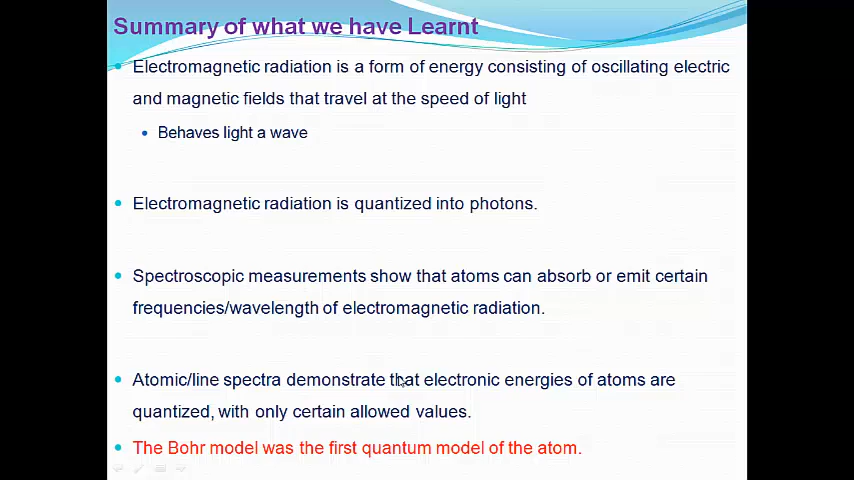 Summary of what we have Learnt
Electromagnetic radiation is a form of energy consisting of oscillating electric
and magnetic fields that travel at the speed of light
Behaves light a wave
Electromagnetic radiation is quantized into photons.
Spectroscopic measurements show that atoms can absorb or emit certain
frequencies/wavelength of electromagnetic radiation.
Atomic/line spectra demonstrate that electronic energies of atoms are
quantized, with only certain allowed values.
The Bohr model was the first quantum model of the atom.